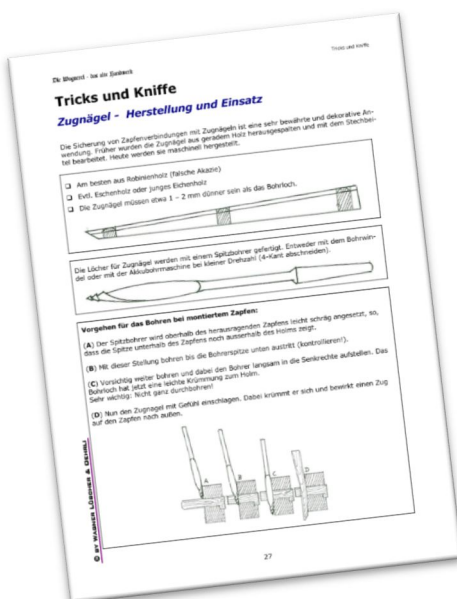 Die Wagnerei - ein altes Handwerk
Tricks und Kniffe
Tricks und Kniffe
Zugnägel - Herstellung und Einsatz
Die Sicherung von Zapfenverbindungen mit Zugnägeln ist eine sehr bewährte und dekorative An-
wendung. Früher wurden die Zugnägel aus geradem Holz herausgespalten und mit dem Stechbei-
tel bearbeitet. Heute werden sie maschinell hergestellt.
❑ Am besten aus Robinienholz (falsche Akazie)
❑ Evtl. Eschenholz oder junges Eichenholz
❑ Die Zugnägel müssen etwa 1 – 2 mm dünner sein als das Bohrloch.
Die Löcher für Zugnägel werden mit einem Spitzbohrer gefertigt. Entweder mit dem Bohrwin-
del oder mit der Akkubohrmaschine bei kleiner Drehzahl (4-Kant abschneiden).
Vorgehen für das Bohren bei montiertem Zapfen:
(A) Der Spitzbohrer wird oberhalb des herausragenden Zapfens leicht schräg angesetzt, so,
dass die Spitze unterhalb des Zapfens noch ausserhalb des Holms zeigt.
(B) Mit dieser Stellung bohren bis die Bohrerspitze unten austritt (kontrollieren!).
(C) Vorsichtig weiter bohren und dabei den Bohrer langsam in die Senkrechte aufstellen. Das
Bohrloch hat jetzt eine leichte Krümmung zum Holm.
Sehr wichtig: Nicht ganz durchbohren!
(D) Nun den Zugnagel mit Gefühl einschlagen. Dabei krümmt er sich und bewirkt einen Zug
auf den Zapfen nach außen.
A
B
C
D
© BY WAGNER LÜBCHER & OEHRLI
27